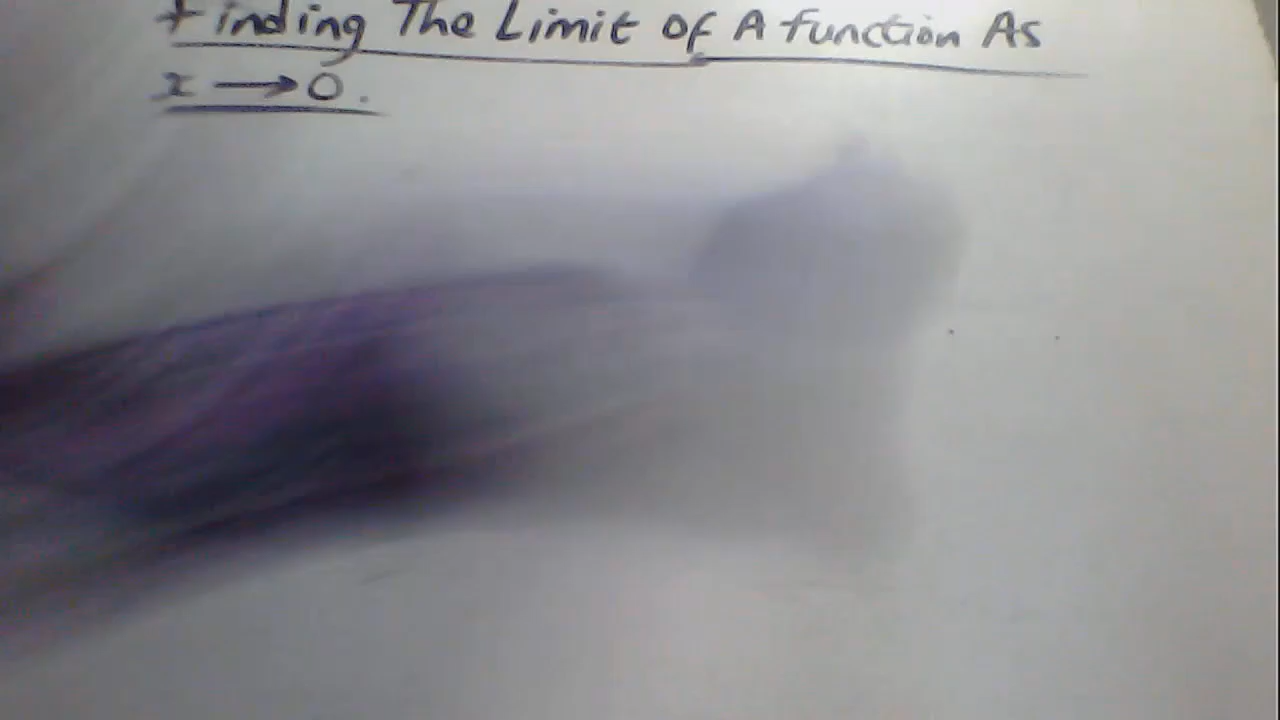 Finding The Limit Of A function As
x → 0.